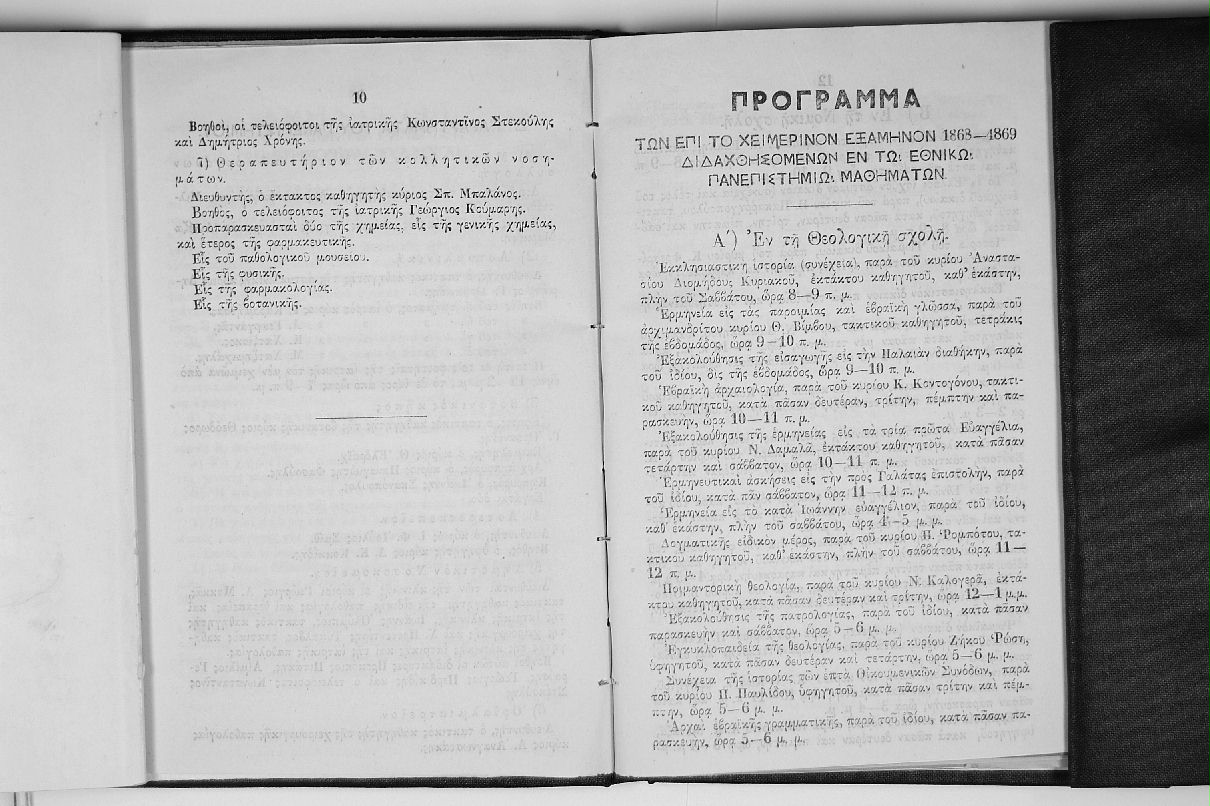 10
Βοηθοὶ, οἱ τελειόφοιτοι τῆς ἰατρικῆς Κωνσταντῖνος Στεκούλης
καὶ Δημήτριος Χρόνης.
ϛ) Θεραπευτήριον τῶν κολλητικῶν νοση-
μάτων.
Διευθυντὴς, ὁ ἔκτακτος καθηγητὴς κύριος Σπ. Μπαλάνος.
Βοηθὸς, ὁ τελειόφοιτος τῆς ἰατρικῆς Γεώργιος Κούμαρης.
Προπαρασκευασταὶ δύο τῆς χημείας, εἷς τῆς γενικῆς χημείας,
καὶ ἕτερος τῆς φαρμακευτικῆς.
Εἷς τοῦ παθολογικοῦ μουσείου.
Εἷς τῆς φυσικῆς.
Εἷς τῆς φαρμακολογίας.
Εἷς τῆς βοτανικῆς.
ΠΡΟΓΡΑΜΜΑ
ΤΩΝ ΕΠΙ ΤΟ ΧΕΙΜΕΡΙΝΟΝ ΕΞΑΜΗΝΟΝ 1868—1869
ΔΙΔΑΧΘΗΣΟΜΕΝΩΝ ΕΝ ΤΩι ΕΘΝΙΚΩι
ΠΑΝΕΠΙΣΤΗΜΙΩι ΜΑΘΗΜΑΤΩΝ
Α΄) Ἐν τῇ Θεολογικῇ σχολῇ.
Ἐκκλησιαστικὴ ἱστορία (συνέχεια), παρὰ τοῦ κυρίου Ἀναστα-
σίου Διομήδους Κυριακοῦ, ἐκτάκτου καθηγητοῦ, καθ' ἑκάστην,
πλὴν τοῦ Σαββάτου, ὥρᾳ 8—9 π. μ.
Ἑρμηνεία εἰς τὰς παροιμίας καὶ ἑβραϊκὴ γλῶσσα, παρὰ τοῦ
ἀρχιμανδρίτου κυρίου Θ. Βίμβου, τακτικοῦ καθηγητοῦ, τετράκις
τῆς ἑβδομάδος, ὥρᾳ 9—10 π. μ.
Ἐξακολούθησις τῆς εἰσαγωγῆς εἰς τὴν Παλαιὰν διαθήκην, παρὰ
τοῦ ἰδίου, δὶς τῆς ἑβδομάδος, ὥρᾳ 9—10 π. μ.
Ἑβραϊκὴ ἀρχαιολογία, παρὰ τοῦ κυρίου Κ. Κοντογόνου, τακτι-
κοῦ καθηγητοῦ, κατὰ πᾶσαν δευτέραν, τρίτην, πέμπτην καὶ πα-
ρασκευὴν, ὥρᾳ 10—11 π. μ.
Ἐξακολούθησις τῆς ἑρμηνείας εἰς τὰ τρία πρῶτα Εὐαγγέλια,
παρὰ τοῦ κυρίου Ν. Δαμαλᾶ, ἐκτάκτου καθηγητοῦ, κατὰ πᾶσαν
τετάρτην καὶ σάββατον, ὥρᾳ 10—11 π. μ.
Ἑρμηνευτικαὶ ἀσκήσεις εἰς τὴν πρὸς Γαλάτας ἐπιστολὴν, παρὰ
τοῦ ἰδίου, κατὰ πᾶν σάββατον, ὥρᾳ 11—12 π. μ.
Ἑρμηνεία εἰς τὸ κατὰ Ἰωάννην εὐαγγέλιον, παρὰ τοῦ ἰδίου,
καθ' ἑκάστην, πλὴν τοῦ σαββάτου, ὥρᾳ 4—5 μ. μ.
Δογματικῆς εἰδικὸν μέρος, παρὰ τοῦ κυρίου Π. Ῥομπότου, τα-
κτικοῦ καθηγητοῦ, καθ' ἑκάστην, πλὴν τοῦ σαββάτου, ὥρᾳ 11—
12 π. μ.
Ποιμαντορικὴ θεολογία, παρὰ τοῦ κυρίου Ν. Καλογερᾶ, ἐκτά-
κτου καθηγητοῦ, κατὰ πᾶσαν δευτέραν καὶ τρίτην, ὥρᾳ 12—1 μ.μ.
Ἐξακολούθησις τῆς πατρολογίας, παρὰ τοῦ ἰδίου, κατὰ πᾶσαν
παρασκευὴν καὶ σάββατον, ὥρᾳ 5—6 μ. μ.
Ἐγκυκλοπαιδεία τῆς θεολογίας, παρὰ τοῦ κυρίου Ζήκου Ῥώση,
ὑφηγητοῦ, κατὰ πᾶσαν δευτέραν καὶ τετάρτην, ὥρᾳ 5—6 μ. μ.
Συνέχεια τῆς ἱστορίας τῶν ἑπτὰ Οἰκουμενικῶν Συνόδων, παρὰ
τοῦ κυρίου Π. Παυλίδου, ὑφηγητοῦ, κατὰ πᾶσαν τρίτην καὶ πέμ-
πτην, ὥρᾳ 5—6 μ. μ.
Ἀρχαὶ ἑβραϊκῆς γραμματικῆς, παρὰ τοῦ ἰδίου, κατὰ πᾶσαν πα-
ρασκευὴν, ὥρᾳ 5—6 μ. μ.